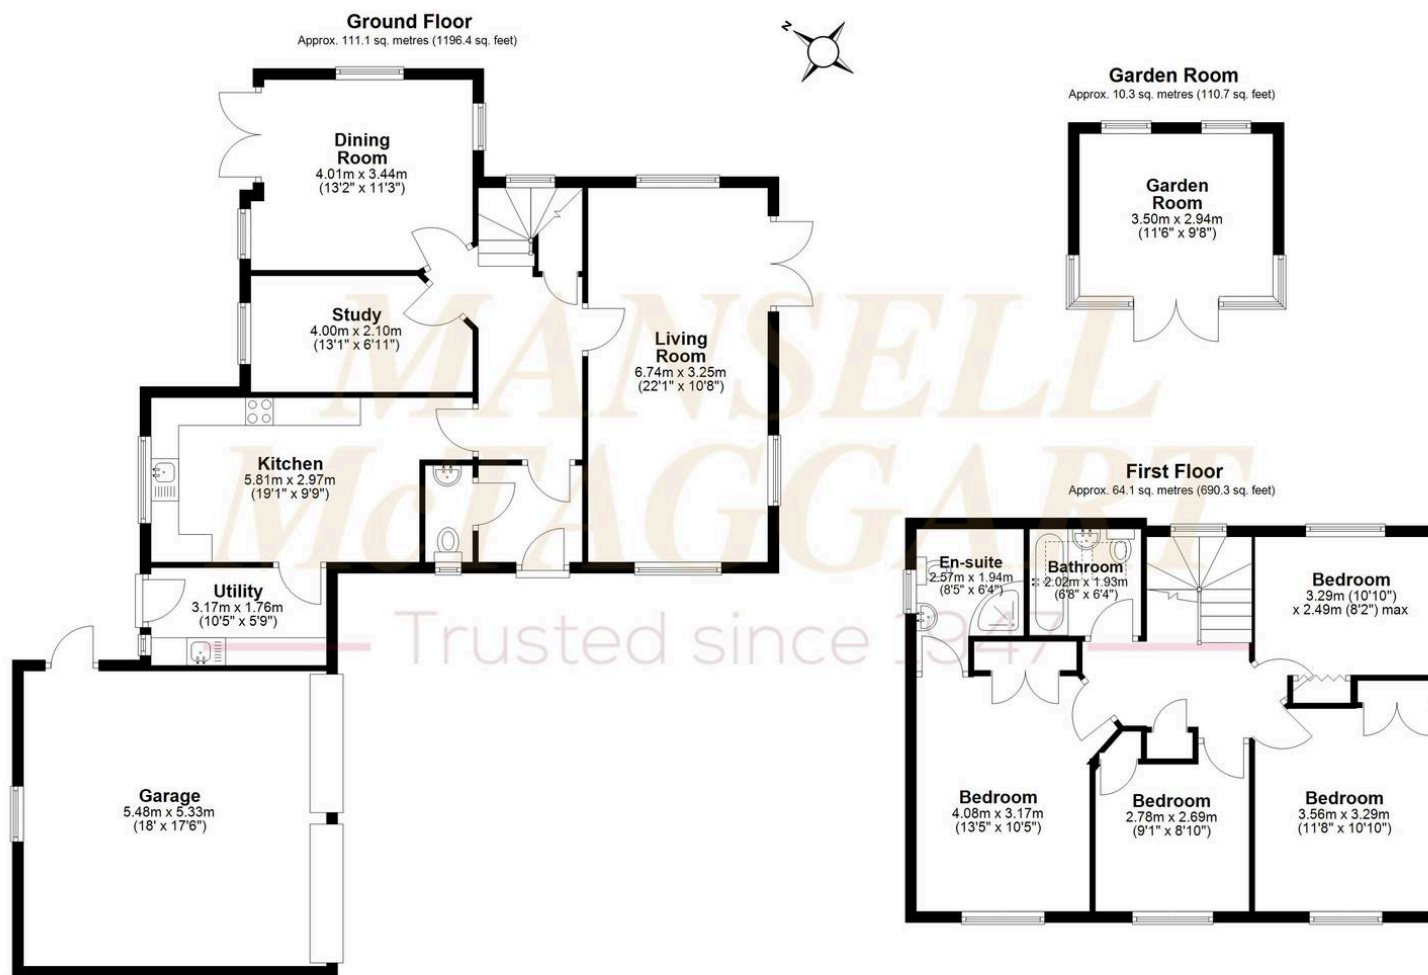 Ground Floor
Approx. 111.1 sq. metres (1196.4 sq. feet)
N
Garden Room
Approx. 10.3 sq. metres (110.7 sq. feet)
Dining
Room
4.01m x 3.44m
(13'2" x 11'3")
Garden
Room
3.50m x 2.94m
(11'6" x 9'8")
Study
4.00m x 2.10m
(13'1" x 6'11")
Living
Room
6.74m x 3.25m
(22'1" x 10'8")
MANSELL
McTAGGART
Trusted since 1947
Kitchen
5.81m x 2.97m
(19'1" x 9'9")
Utility
3.17m x 1.76m
(10'5" x 5'9")
Garage
5.48m x 5.33m
(18' x 17'6")
First Floor
Approx. 64.1 sq. metres (690.3 sq. feet)
En-suite
2.57m x 1.94m
(8'5" x 6'4")
Bathroom
2.02m x 1.93m
(6'8" x 6'4")
Bedroom
3.29m (10'10")
x 2.49m (8'2") max
Bedroom
4.08m x 3.17m
(13'5" x 10'5")
Bedroom
2.78m x 2.69m
(9'1" x 8'10")
Bedroom
3.56m x 3.29m
(11'8" x 10'10")